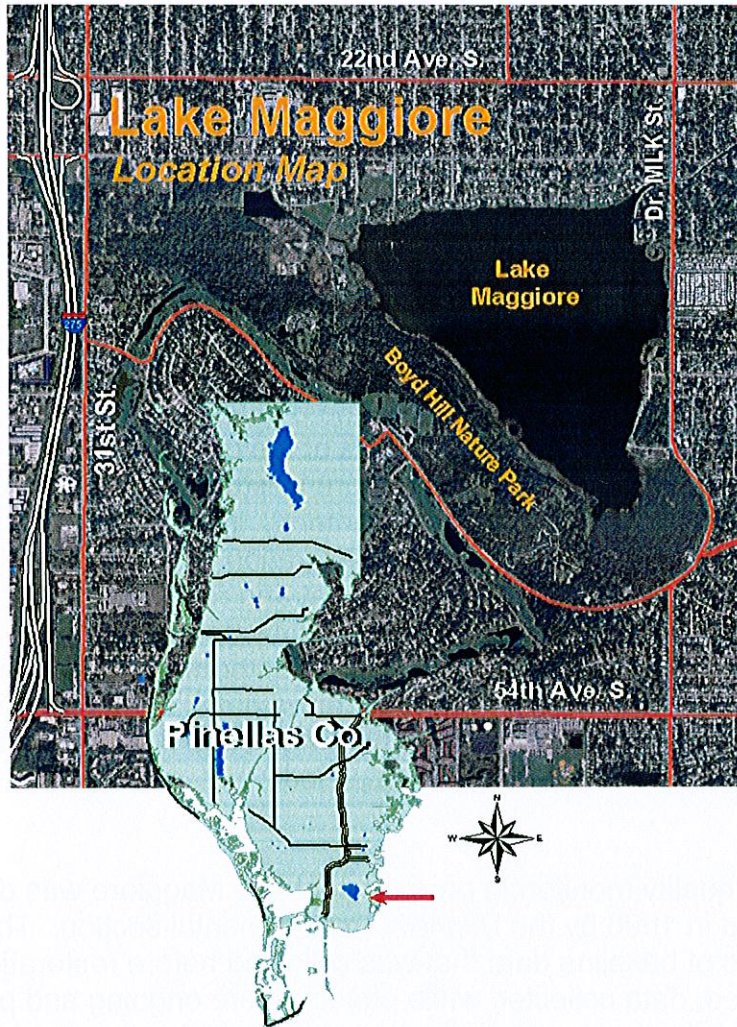 22nd Ave. S.
Lake Maggiore
Location Map
Dr. MLK St.
Lake
Maggiore
275
Boyd Hill Nature Park
31st St.
54th Ave. S.
Pinellas Co.
N
W E
S